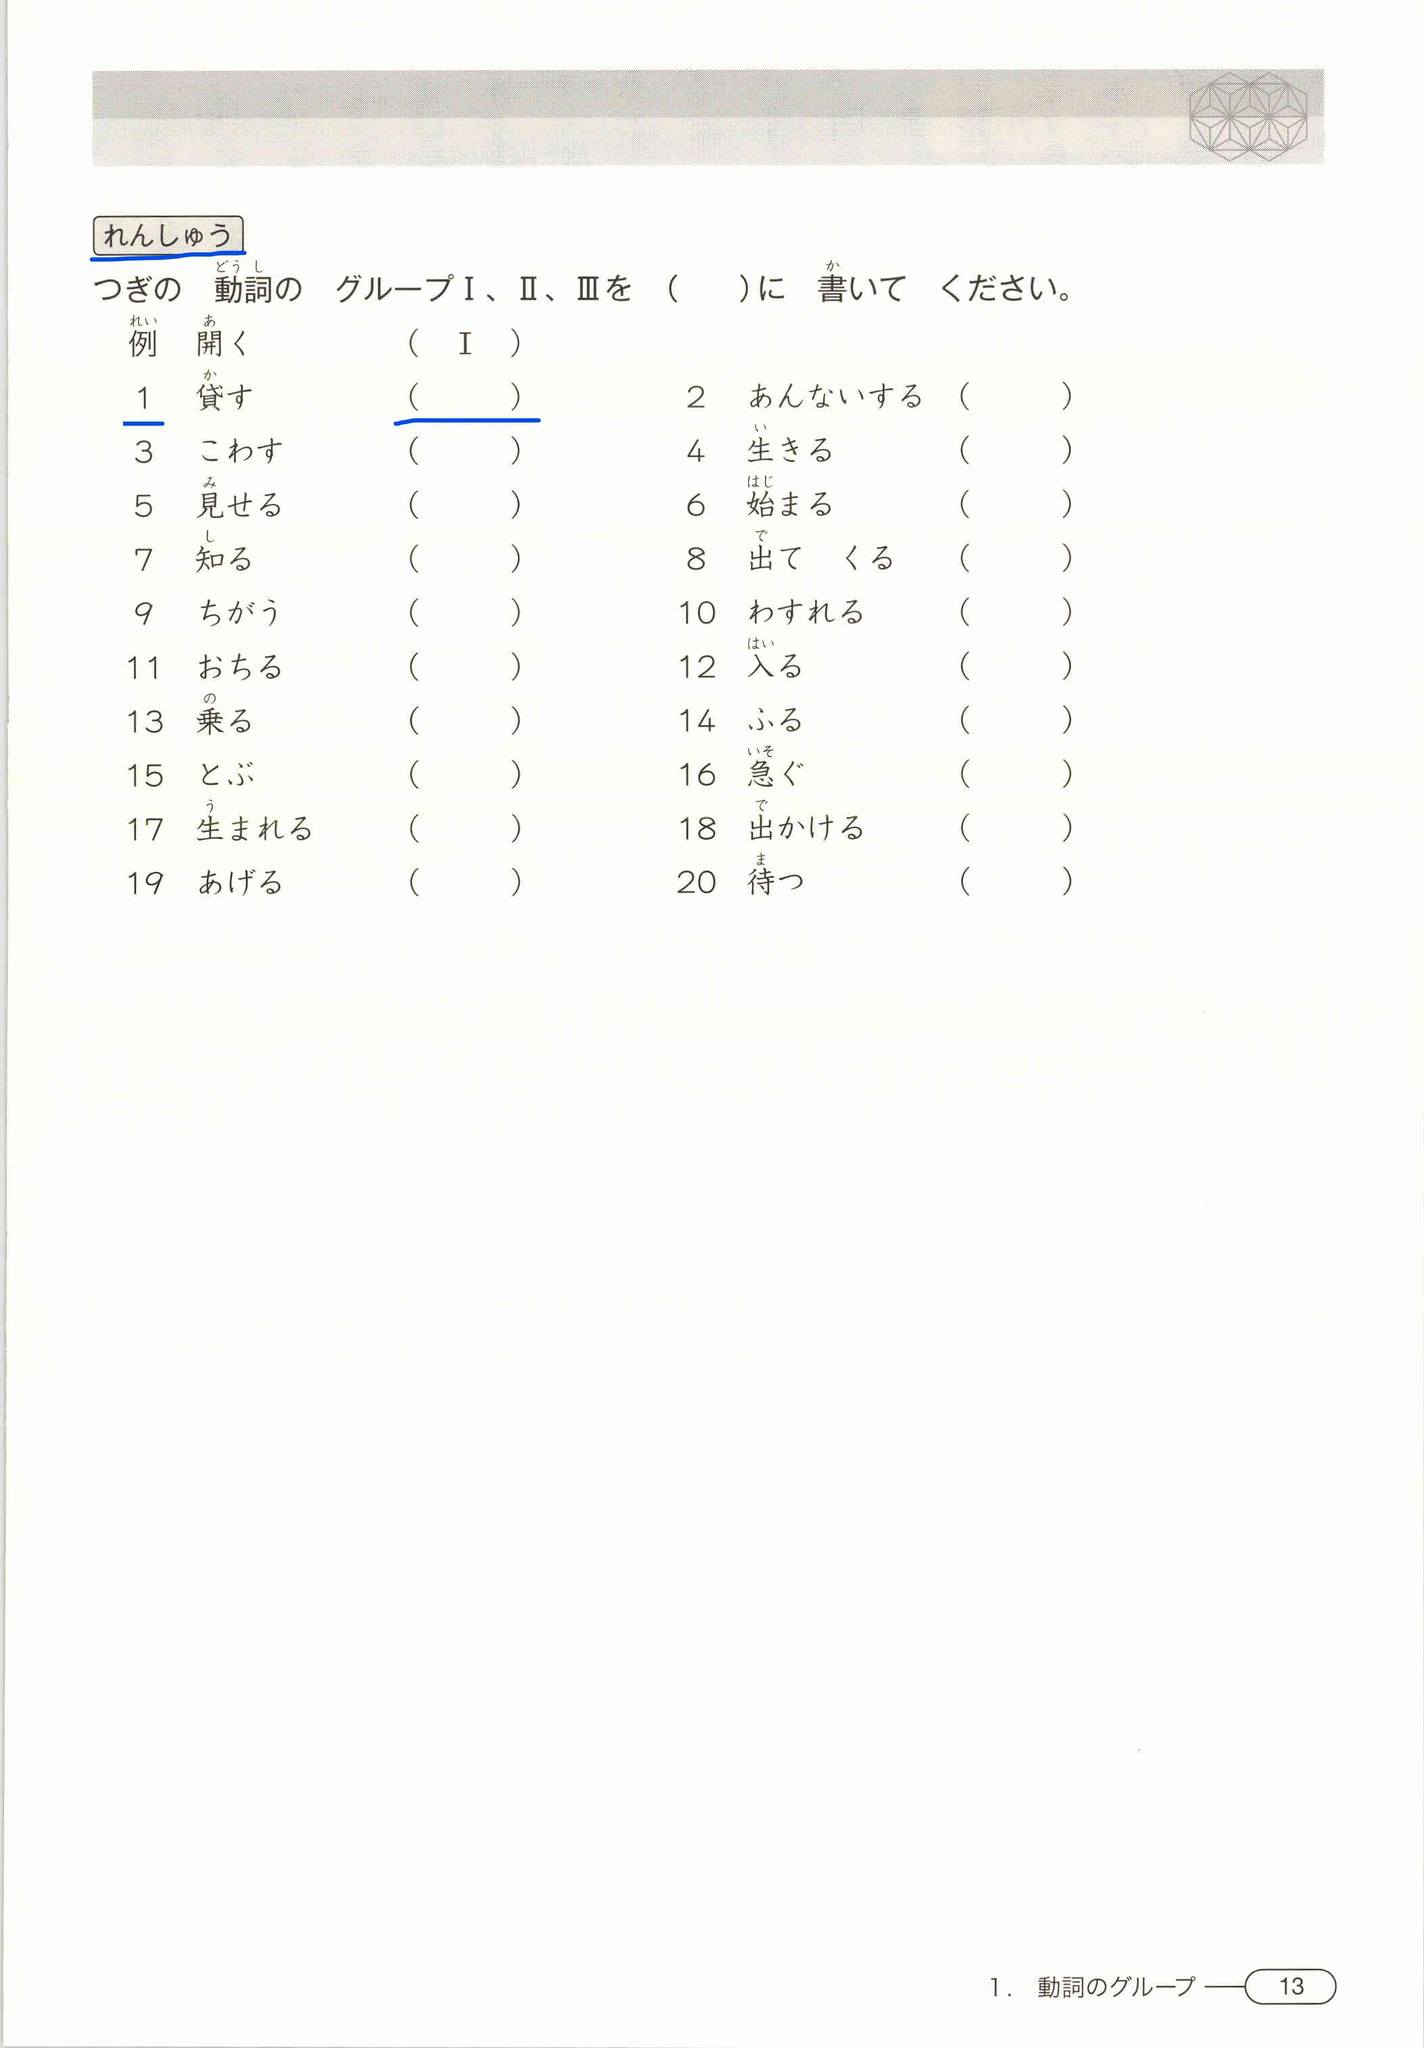 れんしゅう
つぎの 動詞の グループⅠ、Ⅱ、Ⅲを ( )に 書いて ください。
例 開く ( Ⅰ )
1 貸す ( ) 2 あんないする ( )
3 こわす ( ) 4 生きる ( )
5 見せる ( ) 6 始まる ( )
7 知る ( ) 8 出て くる ( )
9 ちがう ( ) 10 わすれる ( )
11 おちる ( ) 12 入る ( )
13 乗る ( ) 14 ふる ( )
15 とぶ ( ) 16 急ぐ ( )
17 生まれる ( ) 18 出かける ( )
19 あげる ( ) 20 待つ ( )
1. 動詞のグループ 13